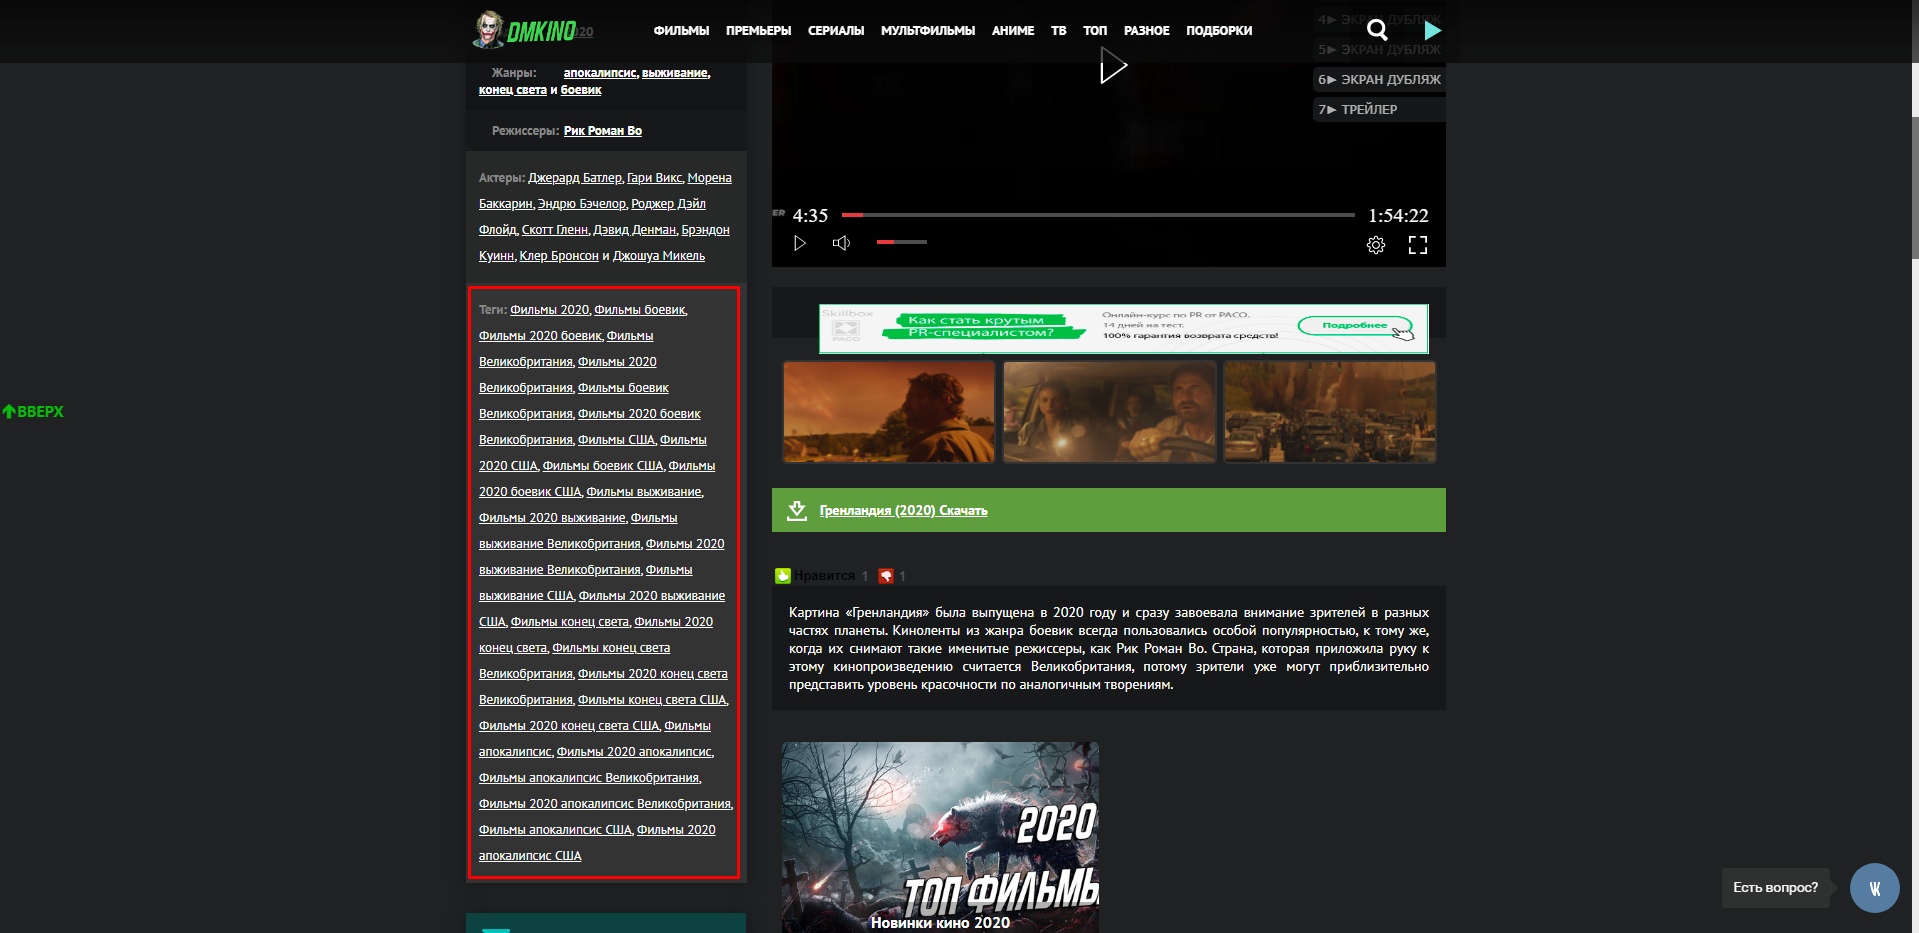 DMKINO
2020
ФИЛЬМЫ ПРЕМЬЕРЫ СЕРИАЛЫ МУЛТФИЛЬМЫ АНИМЕ ТВ ТОП РАЗНОЕ ПОДБОРКИ
Жанры: апокалипсис, выживание,
конец света и боевик
Режиссеры: Рик Роман Во
Актеры: Джерард Батлер, Гари Викс, Морена
Баккарин, Эндрю Бэчелор, Роджер Дэйл
Флойд, Скотт Гленн, Дэвид Денман, Брэндон
Куинн, Клер Бронсон и Джошуа Микель
Теги: Фильмы 2020, Фильмы боевик,
Фильмы 2020 боевик, Фильмы
Великобритания, Фильмы 2020
Великобритания, Фильмы боевик
Великобритания, Фильмы 2020 боевик
Великобритания, Фильмы США, Фильмы
2020 США, Фильмы боевик США, Фильмы
2020 боевик США, Фильмы выживание,
Фильмы 2020 выживание, Фильмы
выживание Великобритания, Фильмы 2020
выживание Великобритания, Фильмы
выживание США, Фильмы 2020 выживание
США, Фильмы конец света, Фильмы 2020
конец света, Фильмы конец света
Великобритания, Фильмы 2020 конец света
Великобритания, Фильмы конец света США,
Фильмы 2020 конец света США, Фильмы
апокалипсис, Фильмы 2020 апокалипсис,
Фильмы апокалипсис Великобритания,
Фильмы 2020 апокалипсис Великобритания,
Фильмы апокалипсис США, Фильмы 2020
апокалипсис США
ВВЕРХ
4▶ ЭКРАН ДУБЛЯЖ
5▶ ЭКРАН ДУБЛЯЖ
6▶ ЭКРАН ДУБЛЯЖ
7▶ ТРЕЙЛЕР
4:35
1:54:22
Skillbox
PACO
Как стать крутым
PR-специалистом?
Онлайн-курс по PR от PACO.
14 дней на тест.
100% гарантия возврата средств!
Подробнее
Гренландия (2020) Скачать
Нравится 1 1
Картина «Гренландия» была выпущена в 2020 году и сразу завоевала внимание зрителей в разных
частях планеты. Киноленты из жанра боевик всегда пользовались особой популярностью, к тому же,
когда их снимают такие именитые режиссеры, как Рик Роман Во. Страна, которая приложила руку к
этому кинопроизведению считается Великобритания, потому зрители уже могут приблизительно
представить уровень красочности по аналогичным творениям.
2020
ТОП ФИЛЬМЫ
Новинки кино 2020
Есть вопрос?